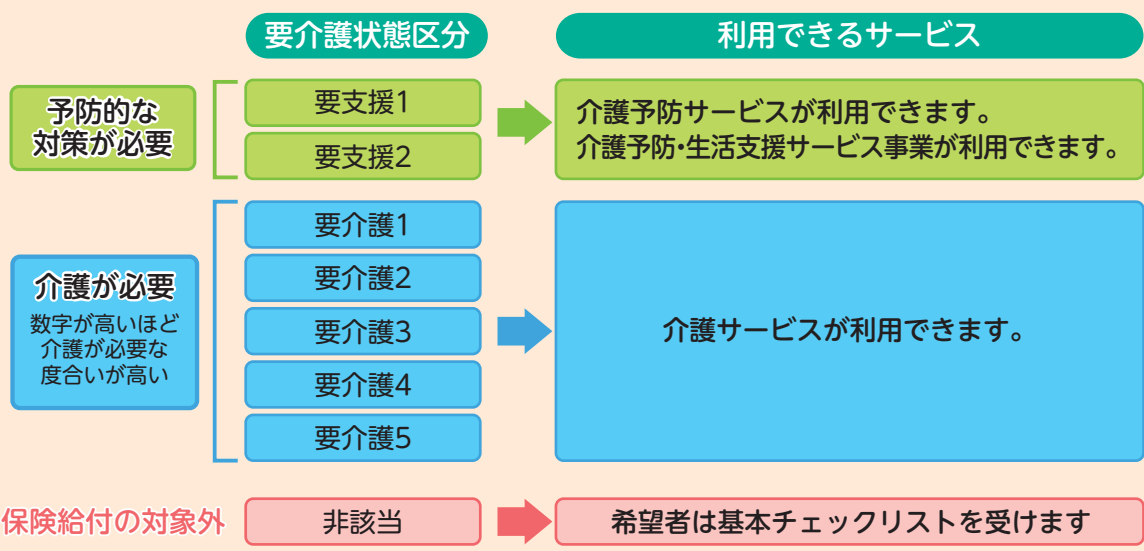 要介護状態区分
利用できるサービス
予防的な
対策が必要
要支援1
要支援2
介護予防サービスが利用できます。
介護予防・生活支援サービス事業が利用できます。
介護が必要
数字が高いほど
介護が必要な
度合いが高い
要介護1
要介護2
要介護3
要介護4
要介護5
介護サービスが利用できます。
保険給付の対象外
非該当
希望者は基本チェックリストを受けます